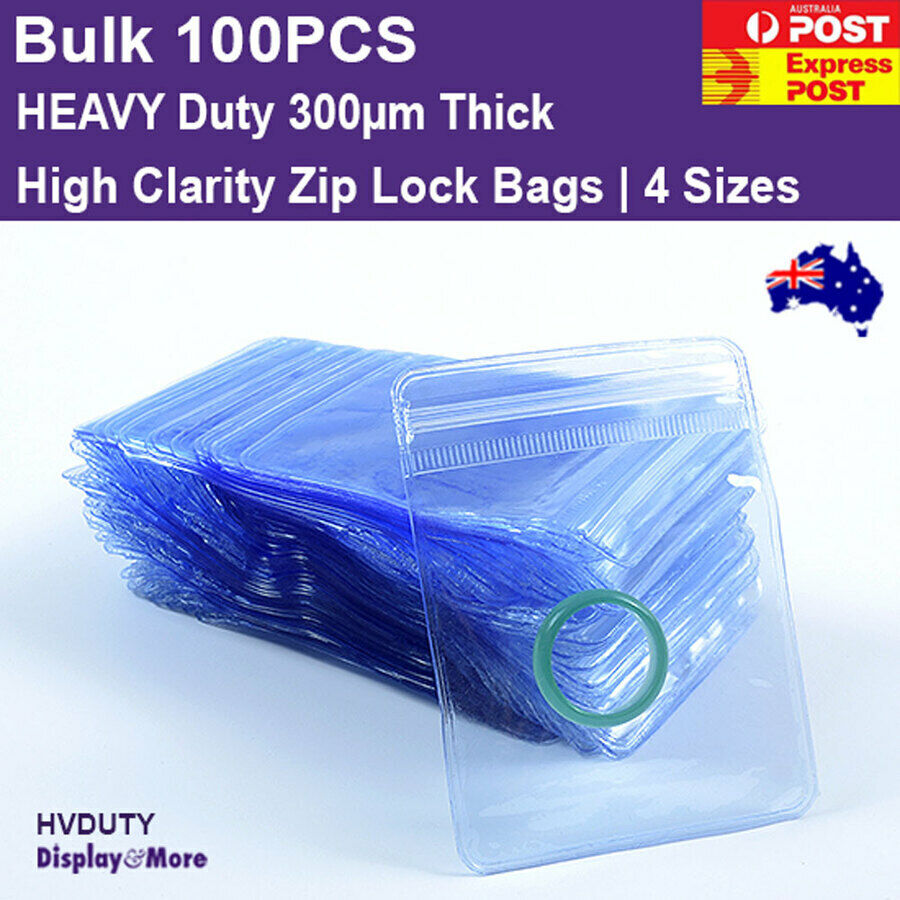 Bulk 100PCS
HEAVY Duty 300µm Thick
High Clarity Zip Lock Bags | 4 Sizes
AUSTRALIA
POST
Express
POST
HVDUTY
Display&More